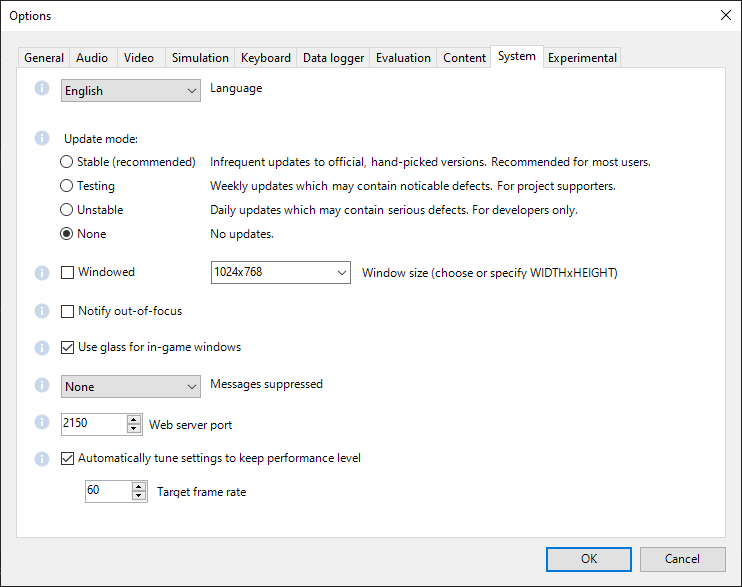 Options
General Audio Video Simulation Keyboard Data logger Evaluation Content System Experimental
English Language
Update mode:
Stable (recommended) Infrequent updates to official, hand-picked versions. Recommended for most users.
Testing Weekly updates which may contain noticable defects. For project supporters.
Unstable Daily updates which may contain serious defects. For developers only.
None No updates.
Windowed 1024x768 Window size (choose or specify WIDTHxHEIGHT)
Notify out-of-focus
Use glass for in-game windows
None Messages suppressed
2150 Web server port
Automatically tune settings to keep performance level
60 Target frame rate
OK Cancel